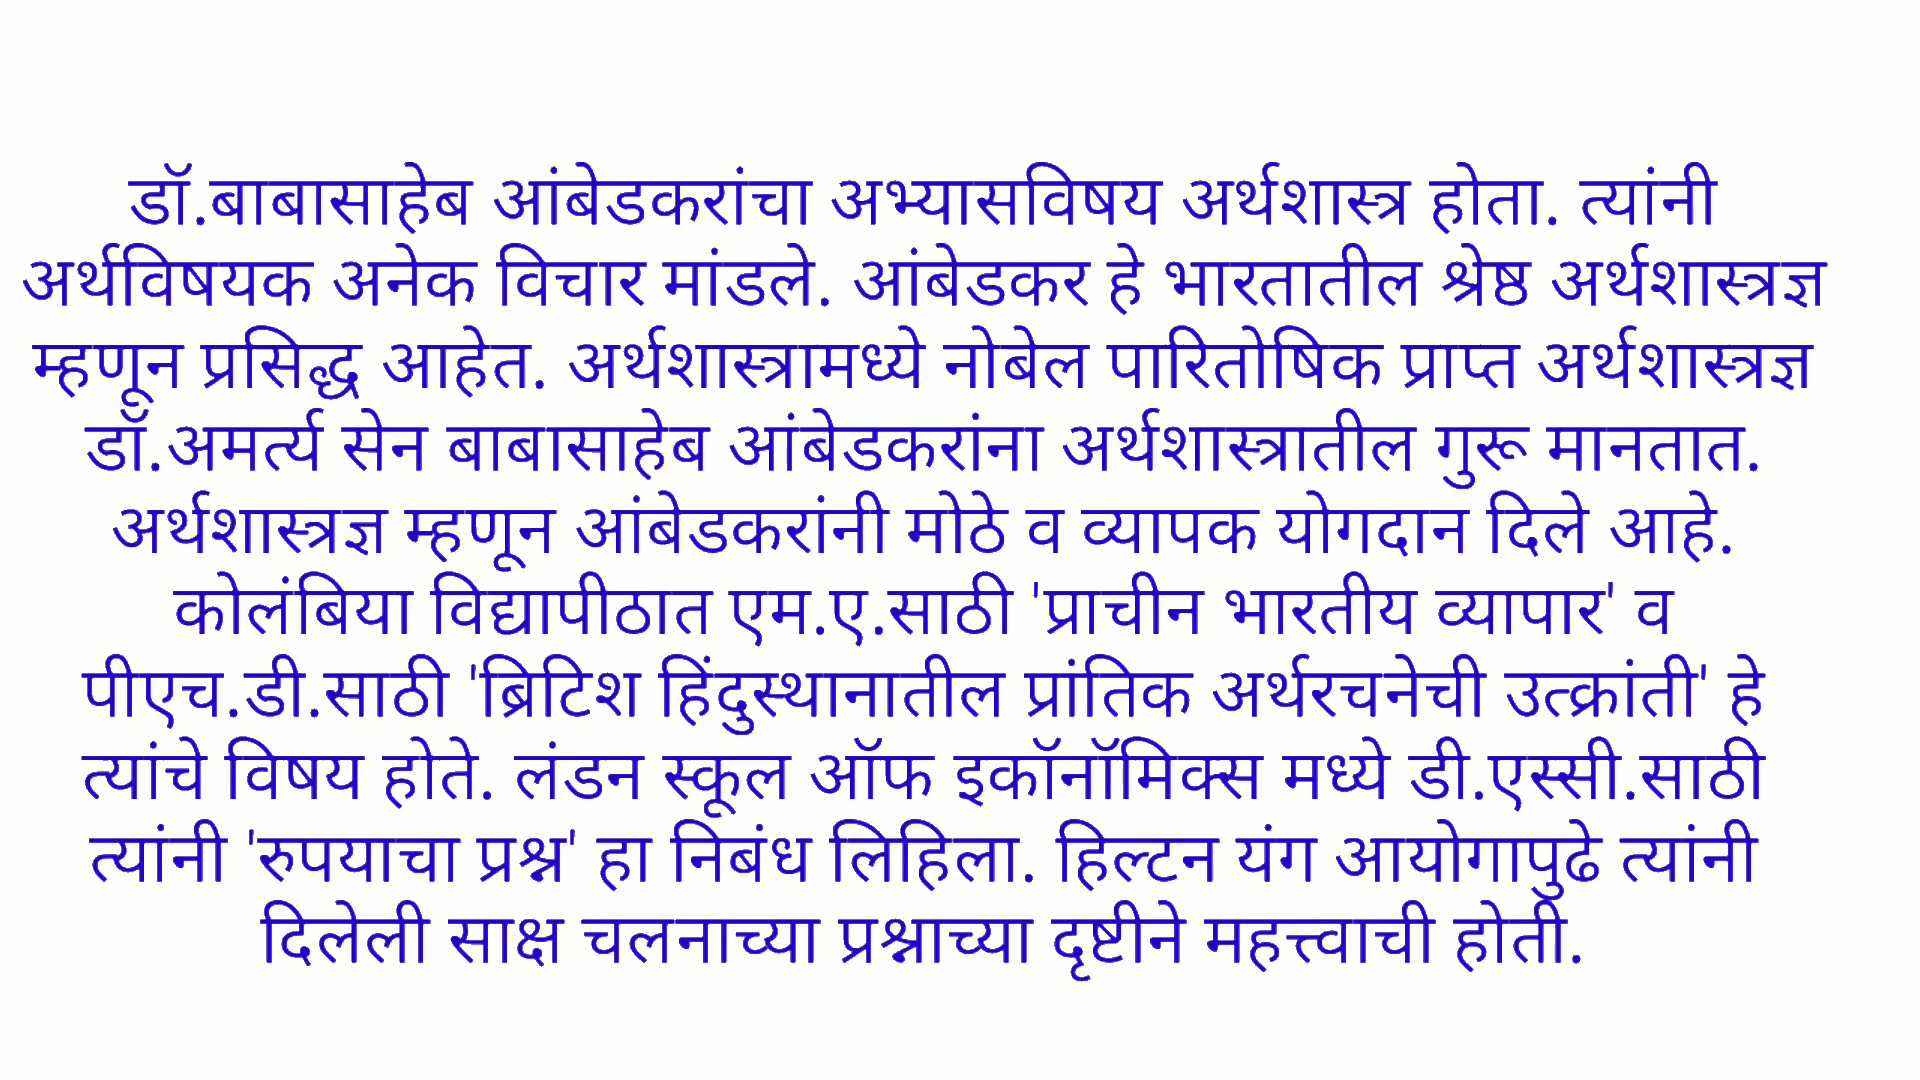 डॉ.बाबासाहेब आंबेडकरांचा अभ्यासविषय अर्थशास्त्र होता. त्यांनी
अर्थविषयक अनेक विचार मांडले. आंबेडकर हे भारतातील श्रेष्ठ अर्थशास्त्रज्ञ
म्हणून प्रसिद्ध आहेत. अर्थशास्त्रामध्ये नोबेल पारितोषिक प्राप्त अर्थशास्त्रज्ञ
डॉ.अमर्त्य सेन बाबासाहेब आंबेडकरांना अर्थशास्त्रातील गुरू मानतात.
अर्थशास्त्रज्ञ म्हणून आंबेडकरांनी मोठे व व्यापक योगदान दिले आहे.
कोलंबिया विद्यापीठात एम.ए.साठी 'प्राचीन भारतीय व्यापार' व
पीएच.डी.साठी 'ब्रिटिश हिंदुस्थानातील प्रांतिक अर्थरचनेची उत्क्रांती' हे
त्यांचे विषय होते. लंडन स्कूल ऑफ इकॉनॉमिक्स मध्ये डी.एस्सी.साठी
त्यांनी 'रुपयाचा प्रश्न' हा निबंध लिहिला. हिल्टन यंग आयोगापुढे त्यांनी
दिलेली साक्ष चलनाच्या प्रश्नाच्या दृष्टीने महत्त्वाची होती.